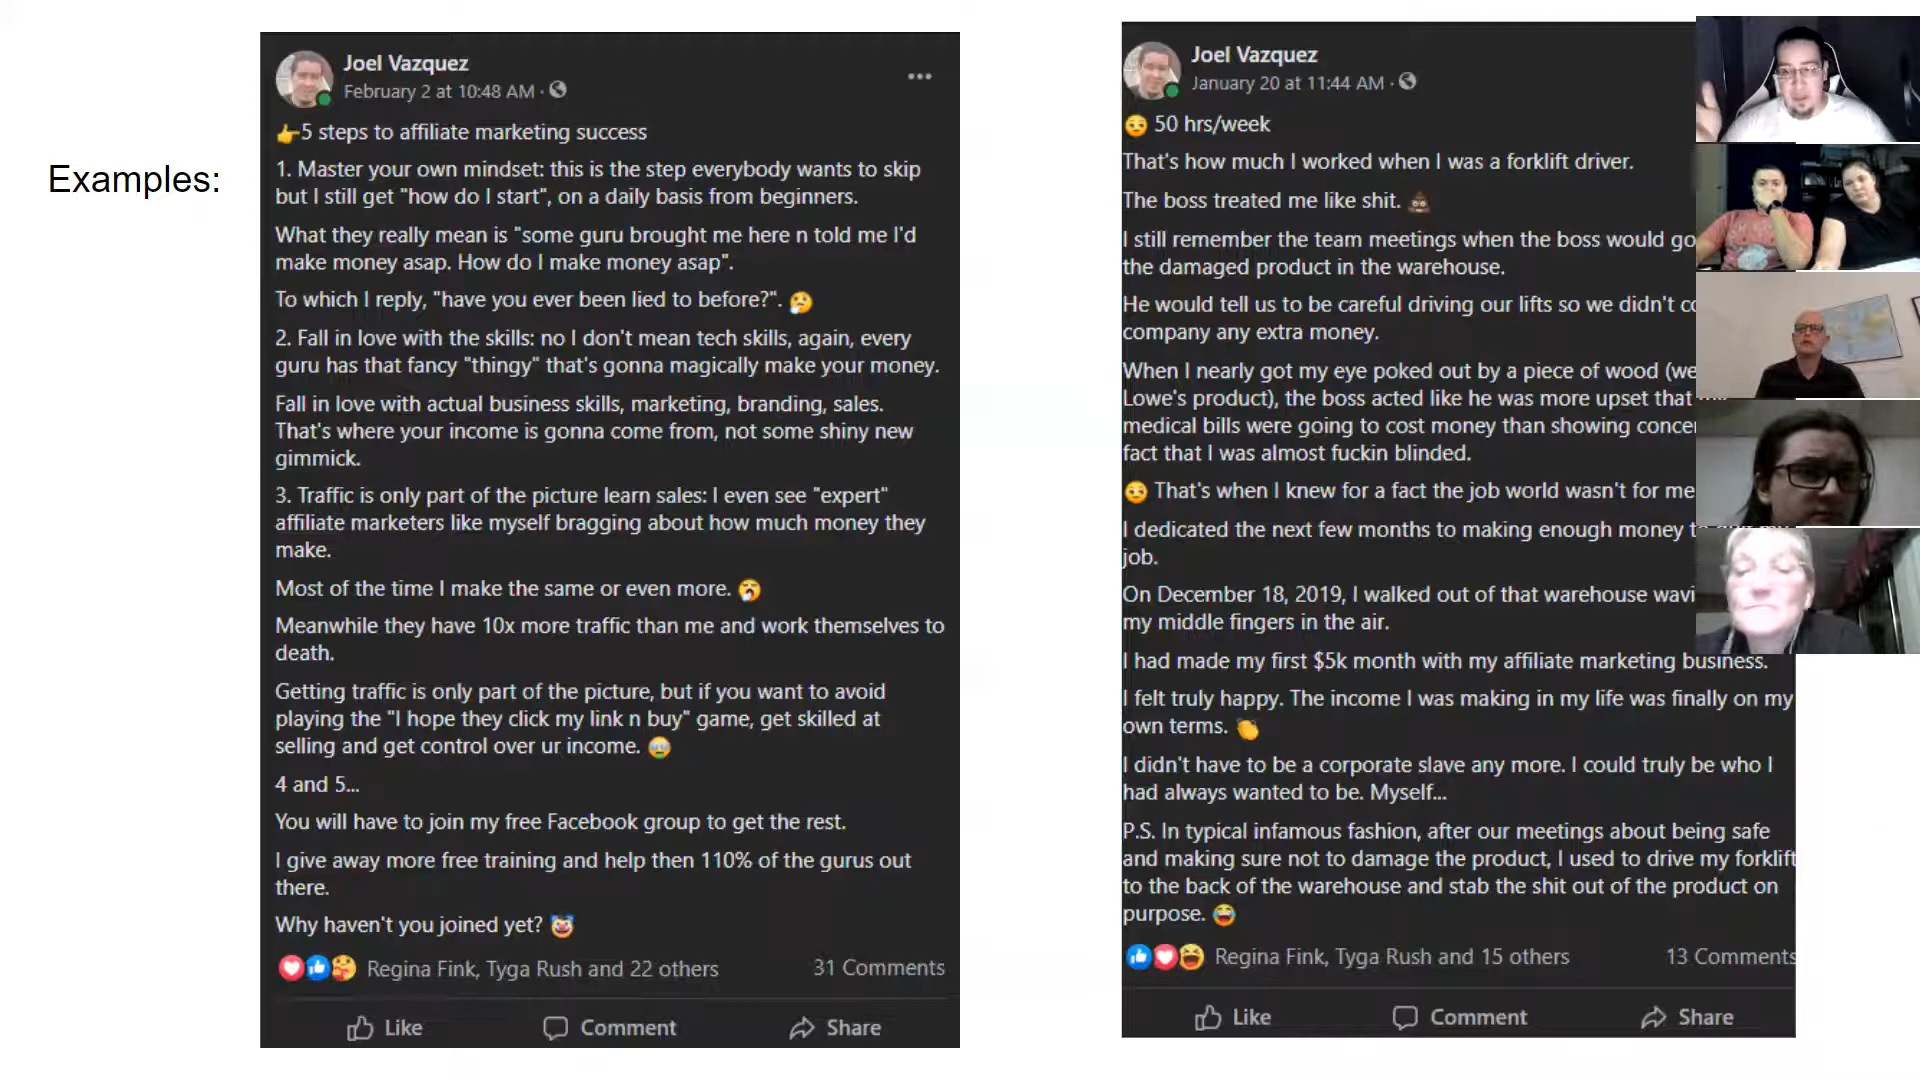 Examples:
Joel Vazquez
February 2 at 10:48 AM ·
5 steps to affiliate marketing success
1. Master your own mindset: this is the step everybody wants to skip
but I still get "how do I start", on a daily basis from beginners.
What they really mean is "some guru brought me here n told me I'd
make money asap. How do I make money asap".
To which I reply, "have you ever been lied to before?".
2. Fall in love with the skills: no I don't mean tech skills, again, every
guru has that fancy "thingy" that's gonna magically make your money.
Fall in love with actual business skills, marketing, branding, sales.
That's where your income is gonna come from, not some shiny new
gimmick.
3. Traffic is only part of the picture learn sales: I even see "expert"
affiliate marketers like myself bragging about how much money they
make.
Most of the time I make the same or even more.
Meanwhile they have 10x more traffic than me and work themselves to
death.
Getting traffic is only part of the picture, but if you want to avoid
playing the "I hope they click my link n buy" game, get skilled at
selling and get control over ur income.
4 and 5...
You will have to join my free Facebook group to get the rest.
I give away more free training and help then 110% of the gurus out
there.
Why haven't you joined yet?
Regina Fink, Tyga Rush and 22 others
31 Comments
Like
Comment
Share
Joel Vazquez
January 20 at 11:44 AM ·
50 hrs/week
That's how much I worked when I was a forklift driver.
The boss treated me like shit.
I still remember the team meetings when the boss would go
the damaged product in the warehouse.
He would tell us to be careful driving our lifts so we didn't
company any extra money.
When I nearly got my eye poked out by a piece of wood
Lowe's product), the boss acted like he was more upset that
medical bills were going to cost money than showing
fact that I was almost fuckin blinded.
That's when I knew for a fact the job world wasn't for me
I dedicated the next few months to making enough money
job.
On December 18, 2019, I walked out of that warehouse
my middle fingers in the air.
I had made my first $5k month with my affiliate marketing business.
I felt truly happy. The income I was making in my life was finally on my
own terms.
I didn't have to be a corporate slave any more. I could truly be who I
had always wanted to be. Myself...
P.S. In typical infamous fashion, after our meetings about being safe
and making sure not to damage the product, I used to drive my forklift
to the back of the warehouse and stab the shit out of the product on
purpose.
Regina Fink, Tyga Rush and 15 others
13 Comments
Like
Comment
Share